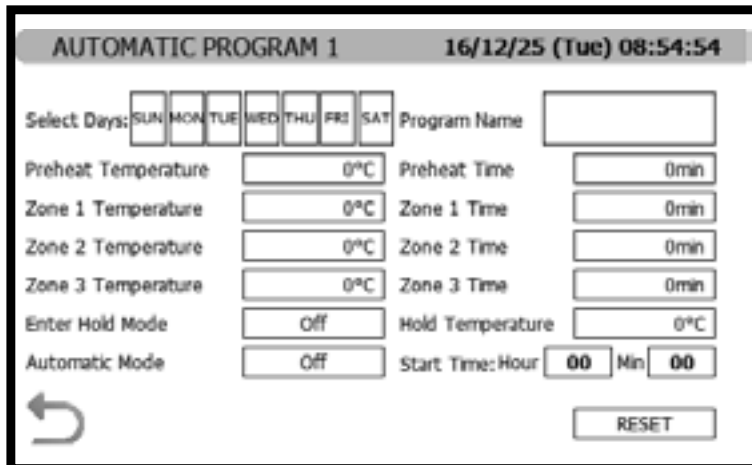 AUTOMATIC PROGRAM 1 16/12/25 (Tue) 08:54:54
Select Days: SUN MON TUE WED THU FRI SAT Program Name
Preheat Temperature 0°C Preheat Time 0min
Zone 1 Temperature 0°C Zone 1 Time 0min
Zone 2 Temperature 0°C Zone 2 Time 0min
Zone 3 Temperature 0°C Zone 3 Time 0min
Enter Hold Mode Off Hold Temperature 0°C
Automatic Mode Off Start Time: Hour 00 Min 00
RESET